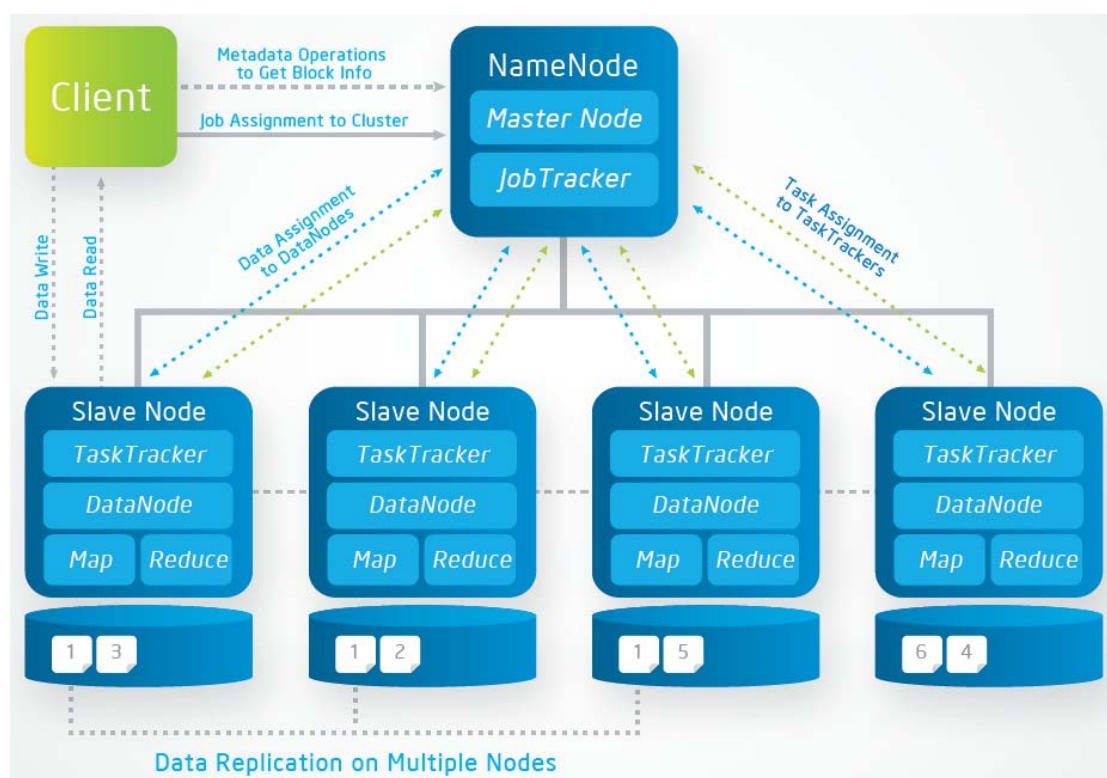 Client
Metadata Operations
to Get Block Info
Job Assignment to Cluster
NameNode
Master Node
JobTracker
Data Write
Data Read
Data Assignment
to DataNodes
Task Assignment
to TaskTrackers
Slave Node
TaskTracker
DataNode
Map Reduce
1 3
Slave Node
TaskTracker
DataNode
Map Reduce
1 2
Slave Node
TaskTracker
DataNode
Map Reduce
1 5
Slave Node
TaskTracker
DataNode
Map Reduce
6 4
Data Replication on Multiple Nodes